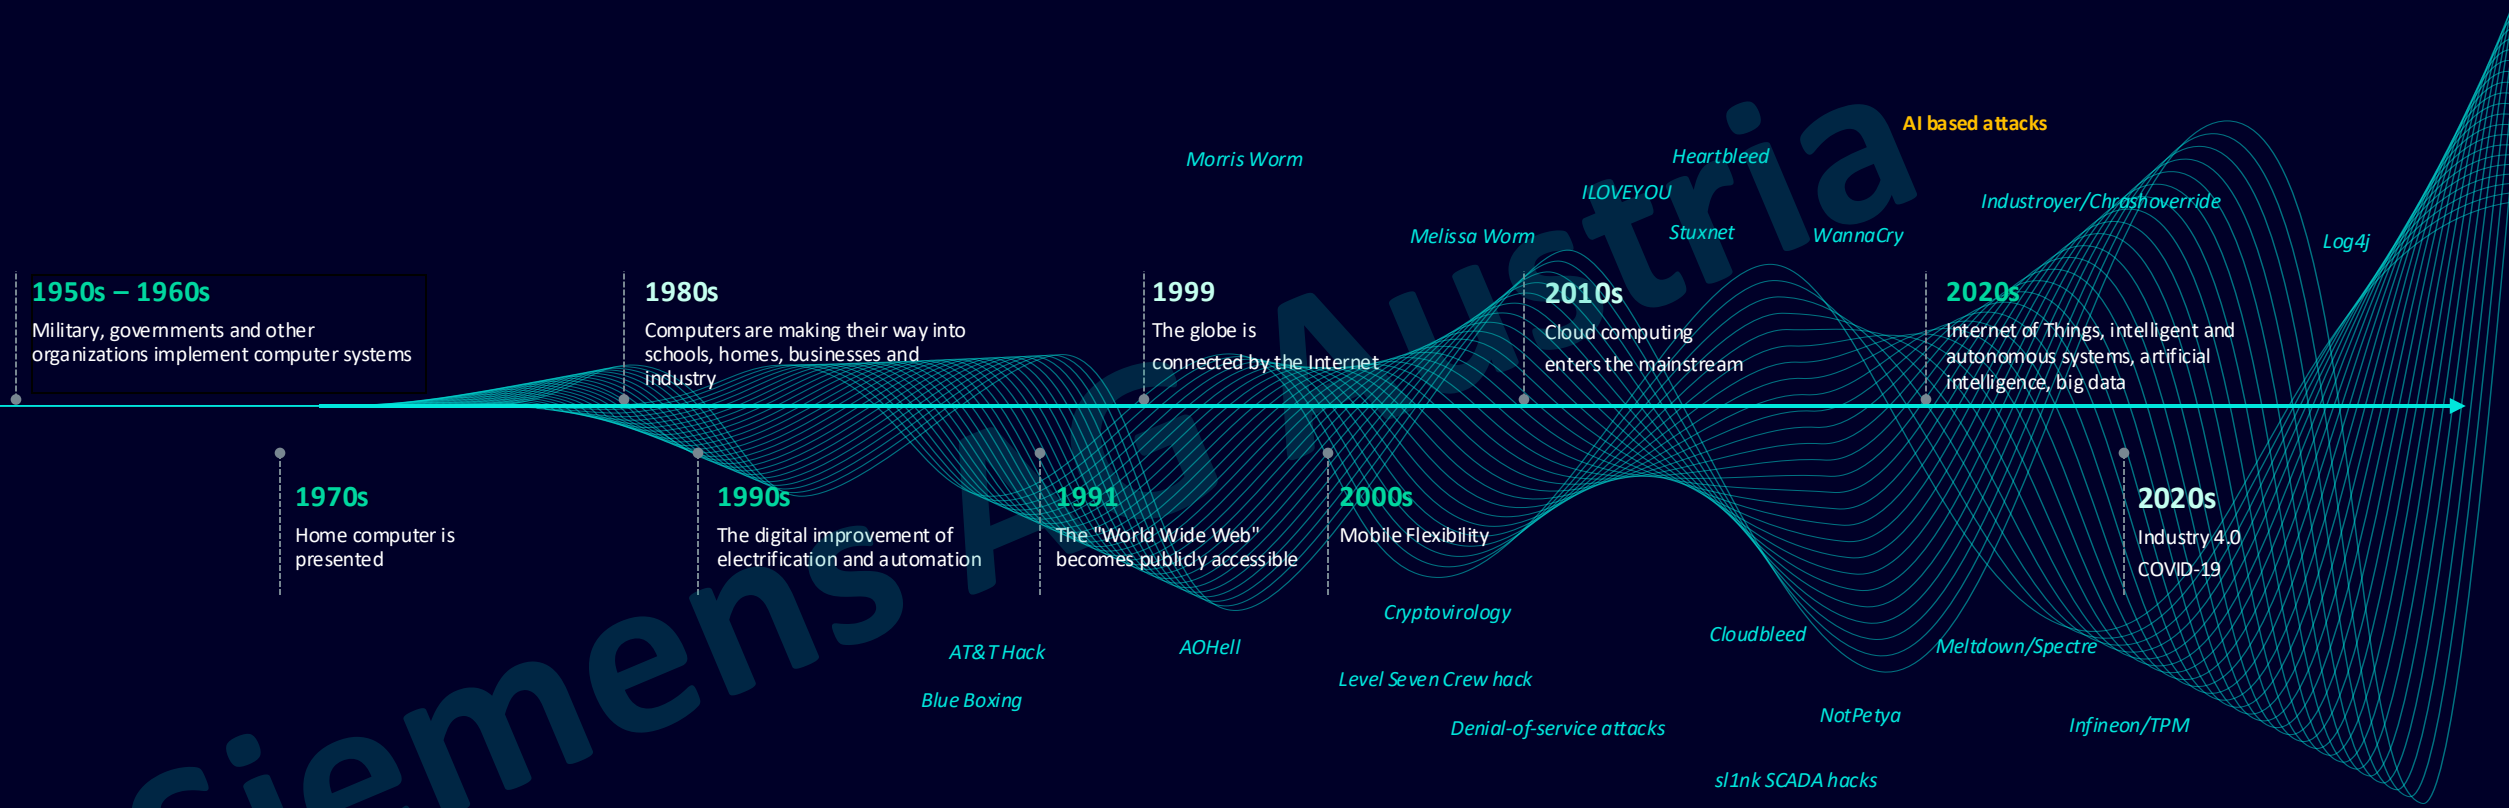 AI based attacks
Morris Worm
Heartbleed
ILOVEYOU
Industroyer/Chrashoverride
Melissa Worm
Stuxnet
WannaCry
Log4j
1950s – 1960s
Military, governments and other
organizations implement computer systems
1980s
Computers are making their way into
schools, homes, businesses and
industry
1999
The globe is
connected by the Internet
2010s
Cloud computing
enters the mainstream
2020s
Internet of Things, intelligent and
autonomous systems, artificial
intelligence, big data
1970s
Home computer is
presented
1990s
The digital improvement of
electrification and automation
1991
The "World Wide Web"
becomes publicly accessible
2000s
Mobile Flexibility
2020s
Industry 4.0
COVID-19
Cryptovirology
AT&T Hack
AOHell
Cloudbleed
Meltdown/Spectre
Level Seven Crew hack
Blue Boxing
Denial-of-service attacks
NotPetya
Infineon/TPM
sl1nk SCADA hacks
Siemens AG Austria